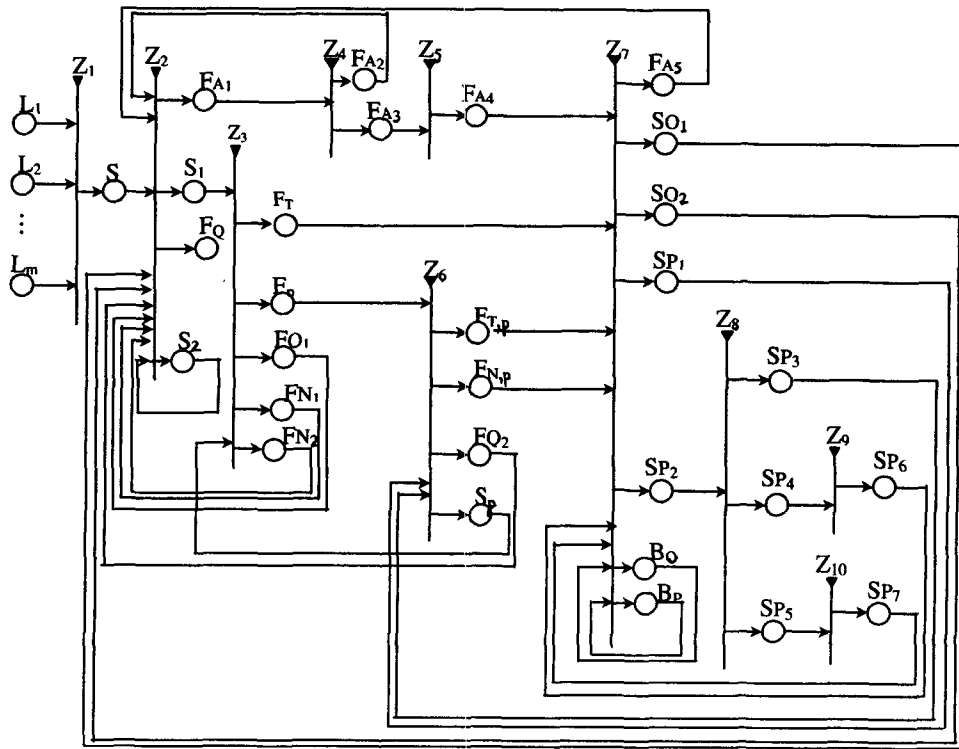 Z1
Z2
Z3
Z4
Z5
Z6
Z7
Z8
Z9
Z10
L1
L2
⋮
Lm
S
FA1
S1
FQ
S2
FT
Fp
FO1
FN1
FN2
FA2
FA3
FA4
FT,p
FN,p
FQ2
Sp
FA5
SO1
SO2
SP1
SP2
BQ
BP
SP3
SP4
SP5
SP6
SP7